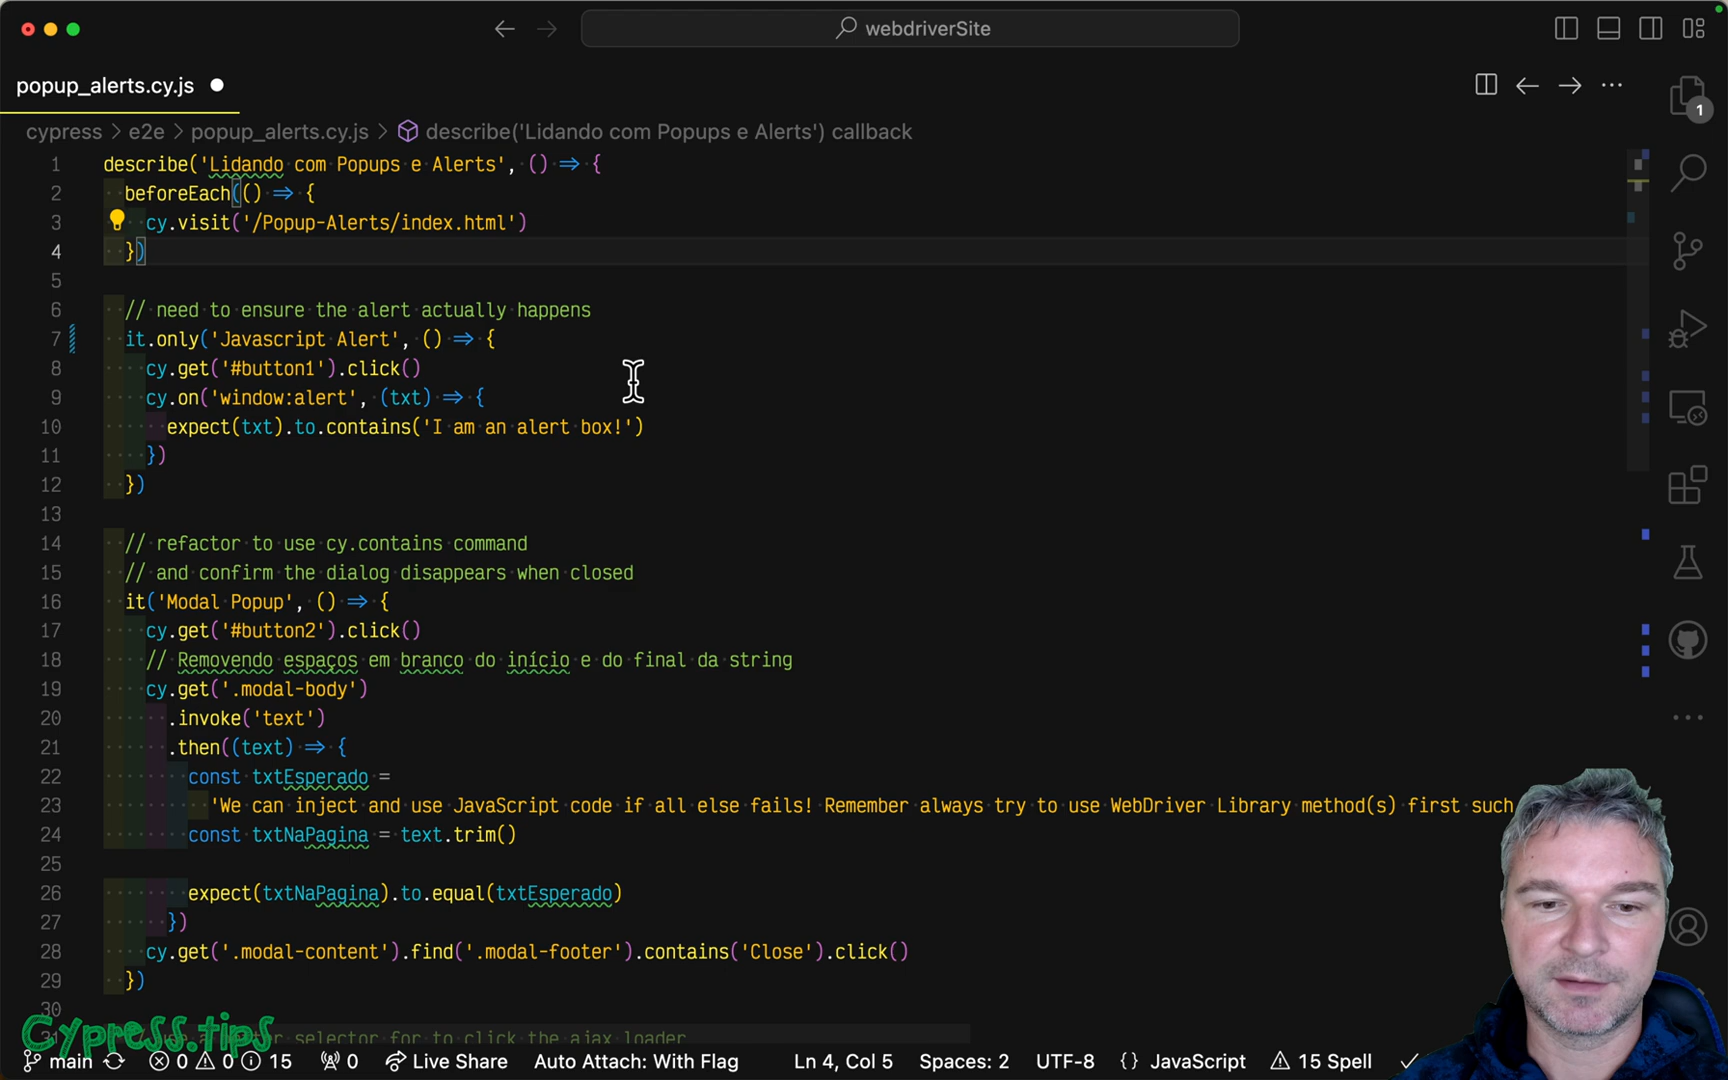 webdriverSite
popup_alerts.cy.js
1
cypress > e2e > popup_alerts.cy.js > describe('Lidando com Popups e Alerts') callback
1 describe('Lidando com Popups e Alerts', () => {
2 beforeEach(() => {
3 cy.visit('/Popup-Alerts/index.html')
4 })
5
6 // need to ensure the alert actually happens
7 it.only('Javascript Alert', () => {
8 cy.get('#button1').click()
9 cy.on('window:alert', (txt) => {
10 expect(txt).to.contains('I am an alert box!')
11 })
12 })
13
14 // refactor to use cy.contains command
15 // and confirm the dialog disappears when closed
16 it('Modal Popup', () => {
17 cy.get('#button2').click()
18 // Removendo espaços em branco do início e do final da string
19 cy.get('.modal-body')
20 .invoke('text')
21 .then((text) => {
22 const txtEsperado =
23 'We can inject and use JavaScript code if all else fails! Remember always try to use WebDriver Library method(s) first such
24 const txtNaPagina = text.trim()
25
26 expect(txtNaPagina).to.equal(txtEsperado)
27 })
28 cy.get('.modal-content').find('.modal-footer').contains('Close').click()
29 })
30
selector for to click the ajax loader
Cypress.tips
main 0 0 15 0 Live Share Auto Attach: With Flag Ln 4, Col 5 Spaces: 2 UTF-8 {} JavaScript 15 Spell